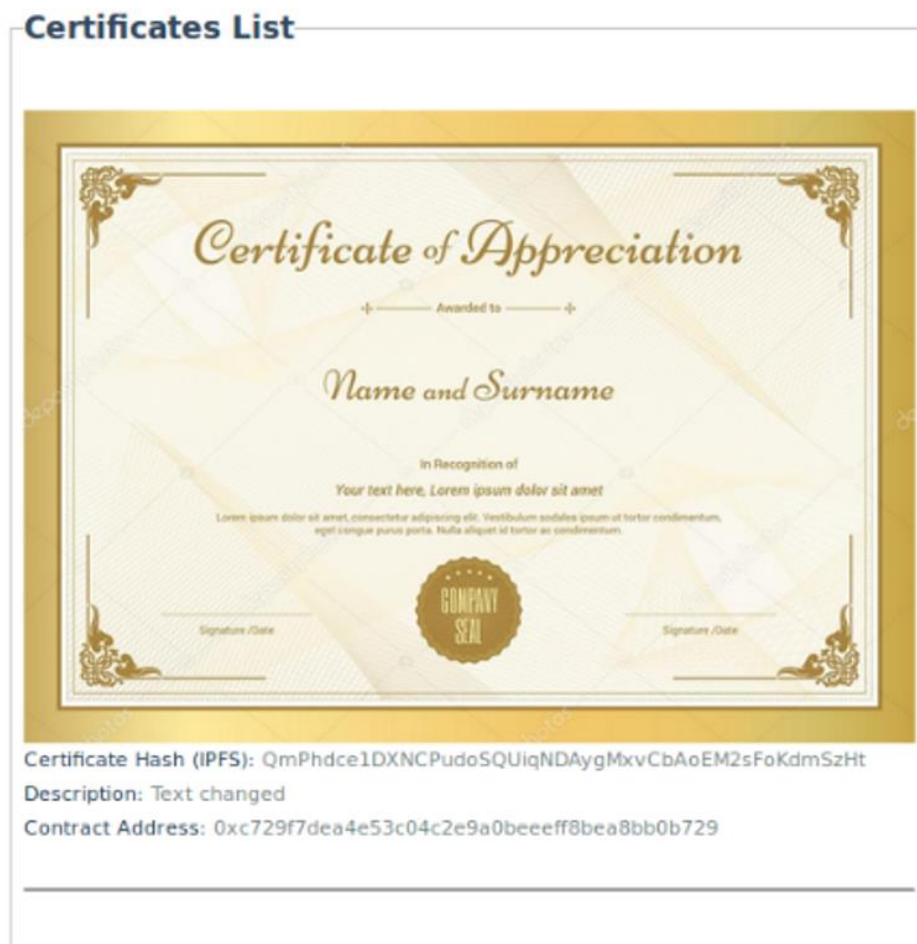 Certificates List
Certificate of Appreciation
Awarded to
Name and Surname
In Recognition of
Your text here, Lorem ipsum dolor sit amet
Lorem ipsum dolor sit amet, consectetur adipiscing elit. Vestibulum sodales ipsum ut tortor condimentum,
eget congue purus porta. Nulla aliquet id tortor ac condimentum.
COMPANY
SEAL
Signature /Date
Signature /Date
Certificate Hash (IPFS): QmPhdce1DXNCPudoSQUiqNDAygMxvCbAoEM2sFoKdmSzHt
Description: Text changed
Contract Address: 0xc729f7dea4e53c04c2e9a0beeeff8bea8bb0b729